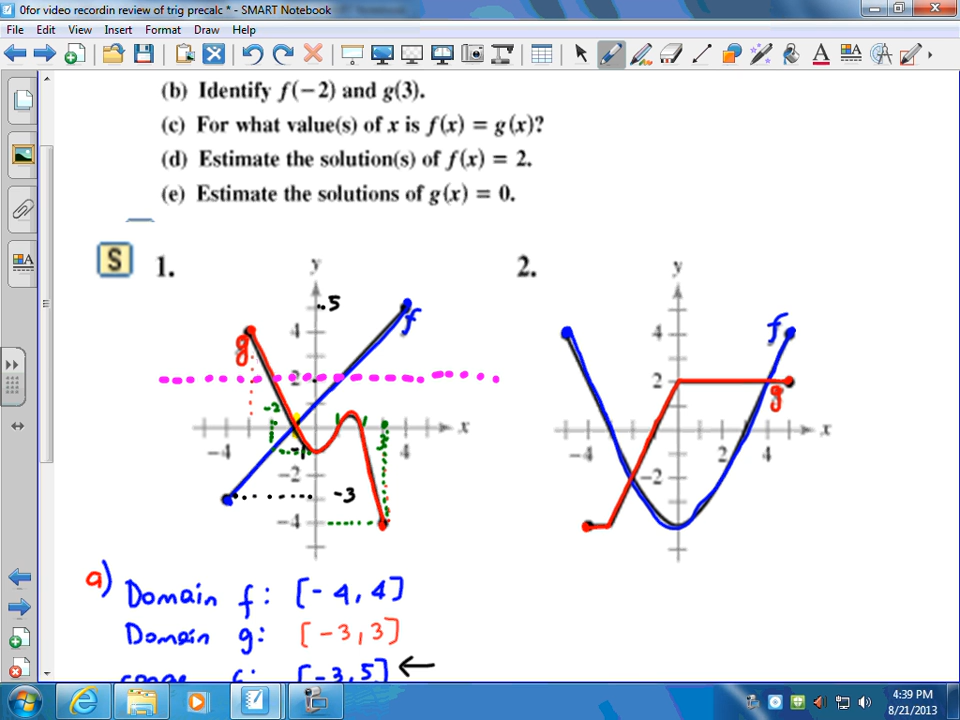 0for video recordin review of trig precalc * - SMART Notebook
File Edit View Insert Format Draw Help
(b) Identify f(−2) and g(3).
(c) For what value(s) of x is f(x) = g(x)?
(d) Estimate the solution(s) of f(x) = 2.
(e) Estimate the solutions of g(x) = 0.
S 1. y 2. y
5
4 f 4 f
g
2 2
g
-2
x x
−4 -1 4 −4 2 4
−2 −2
-3
−4
a) Domain f: [-4, 4]
Domain g: [-3, 3]
range f: [-3, 5] ←
4:39 PM
8/21/2013